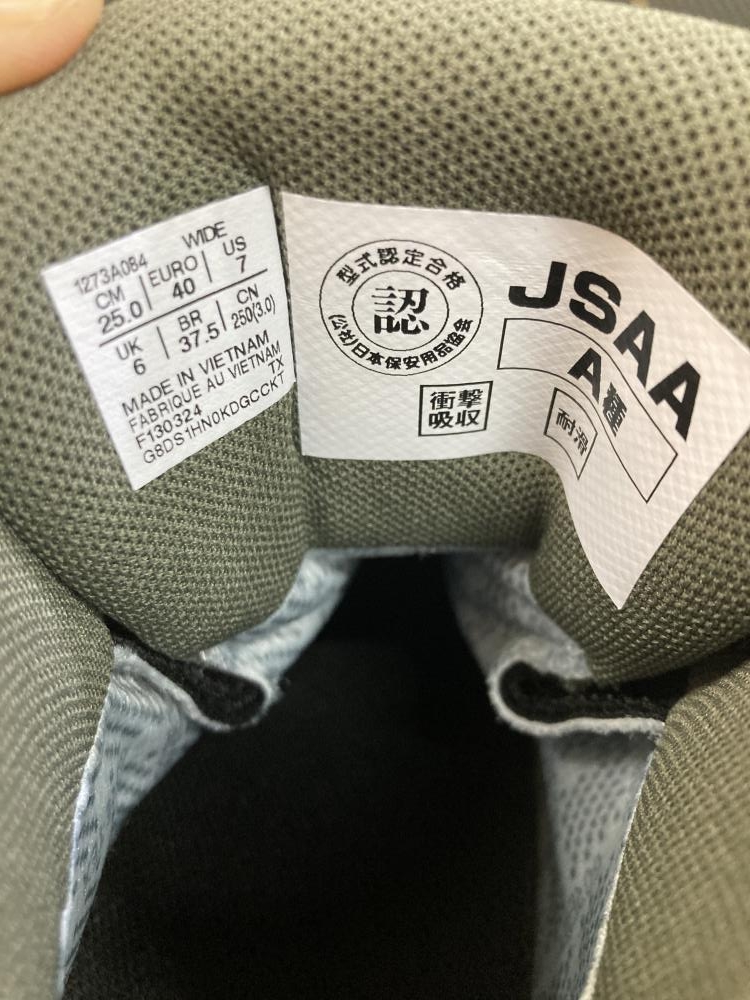 1273A084 WIDE
CM EURO US
25.0 40 7
UK BR CN
6 37.5 250(3.0)
MADE IN VIETNAM
FABRIQUE AU VIETNAM
F130324 TX
G8DS1HN0KDGCCKT
型式認定合格
認
(公社)日本保安用品協会
衝撃
吸収
JSAA
A種
耐滑